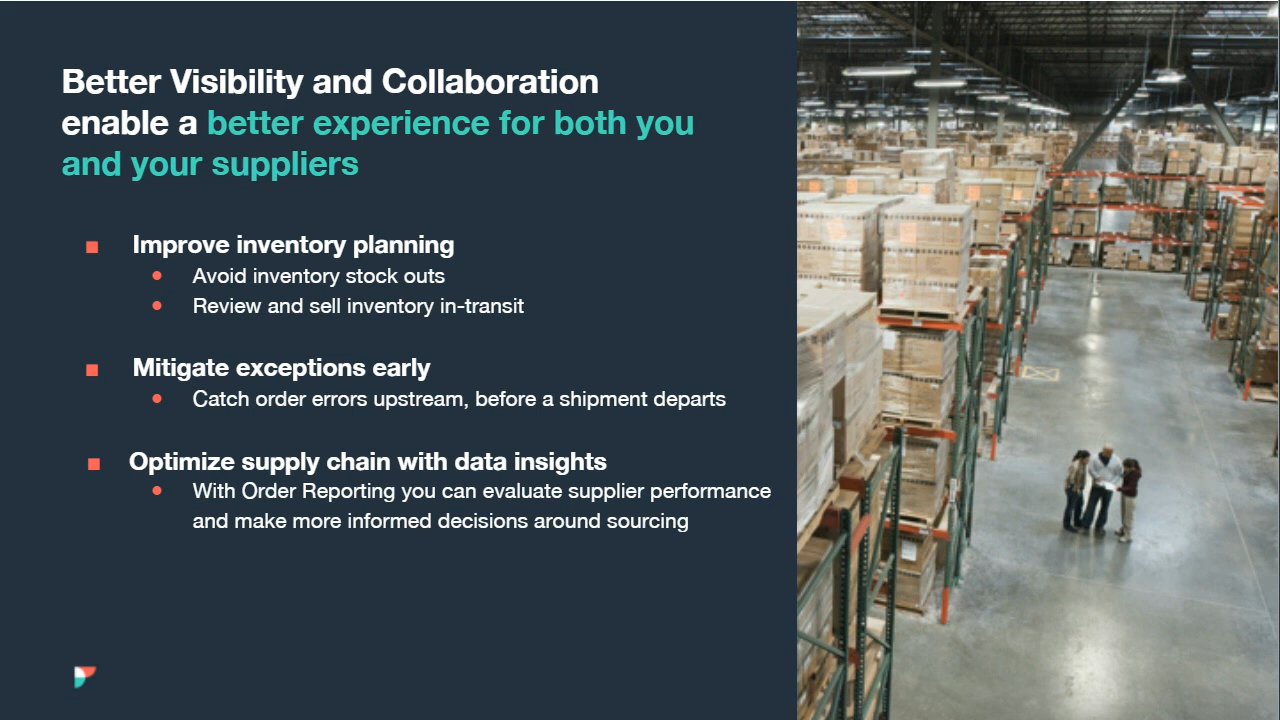 Better Visibility and Collaboration
enable a better experience for both you
and your suppliers
Improve inventory planning
Avoid inventory stock outs
Review and sell inventory in-transit
Mitigate exceptions early
Catch order errors upstream, before a shipment departs
Optimize supply chain with data insights
With Order Reporting you can evaluate supplier performance
and make more informed decisions around sourcing